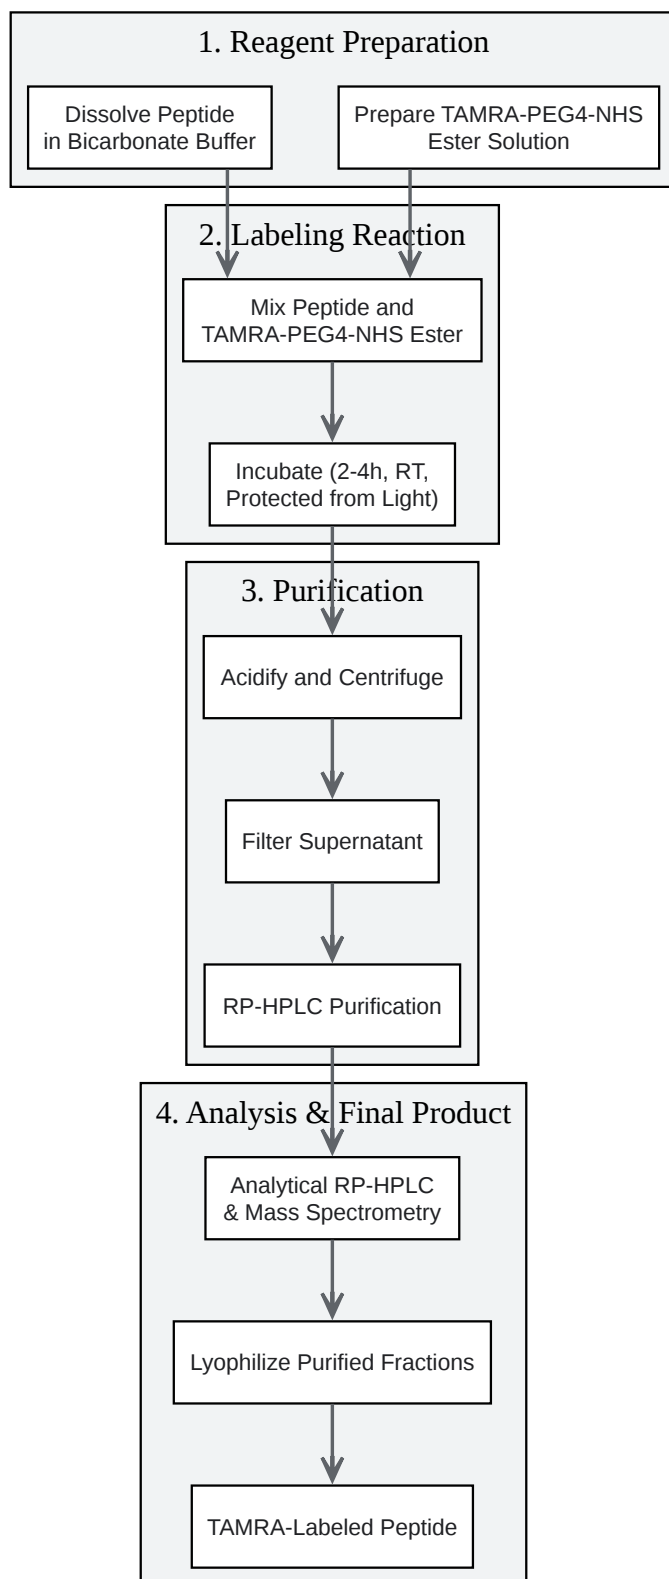 1. Reagent Preparation
Dissolve Peptide
in Bicarbonate Buffer
Prepare TAMRA-PEG4-NHS
Ester Solution
2. Labeling Reaction
Mix Peptide and
TAMRA-PEG4-NHS Ester
Incubate (2-4h, RT,
Protected from Light)
3. Purification
Acidify and Centrifuge
Filter Supernatant
RP-HPLC Purification
4. Analysis & Final Product
Analytical RP-HPLC
& Mass Spectrometry
Lyophilize Purified Fractions
TAMRA-Labeled Peptide